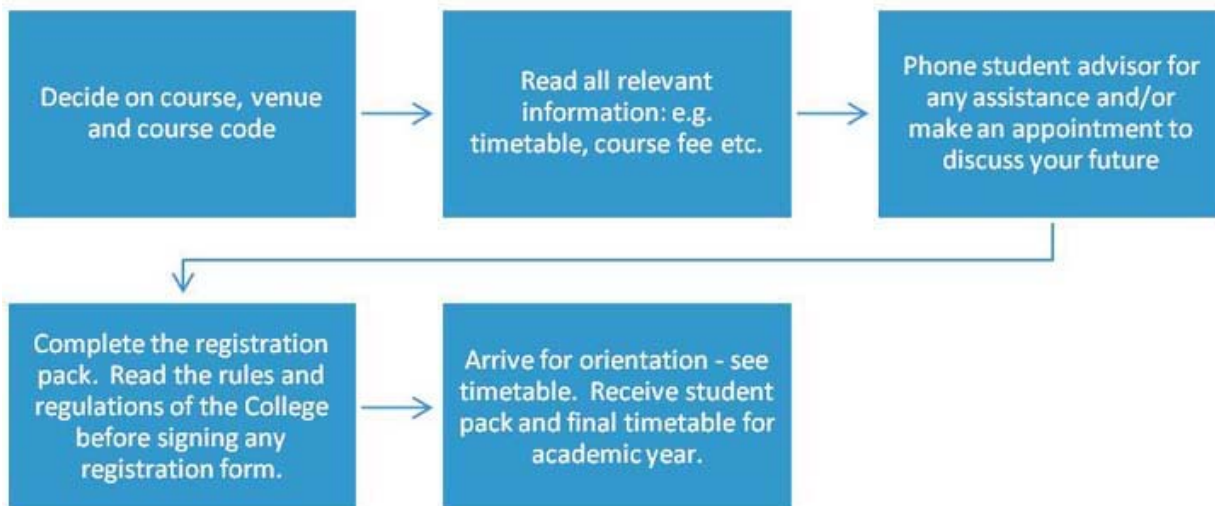 Decide on course, venue
and course code
Read all relevant
information: e.g.
timetable, course fee etc.
Phone student advisor for
any assistance and/or
make an appointment to
discuss your future
Complete the registration
pack.  Read the rules and
regulations of the College
before signing any
registration form.
Arrive for orientation - see
timetable.  Receive student
pack and final timetable for
academic year.